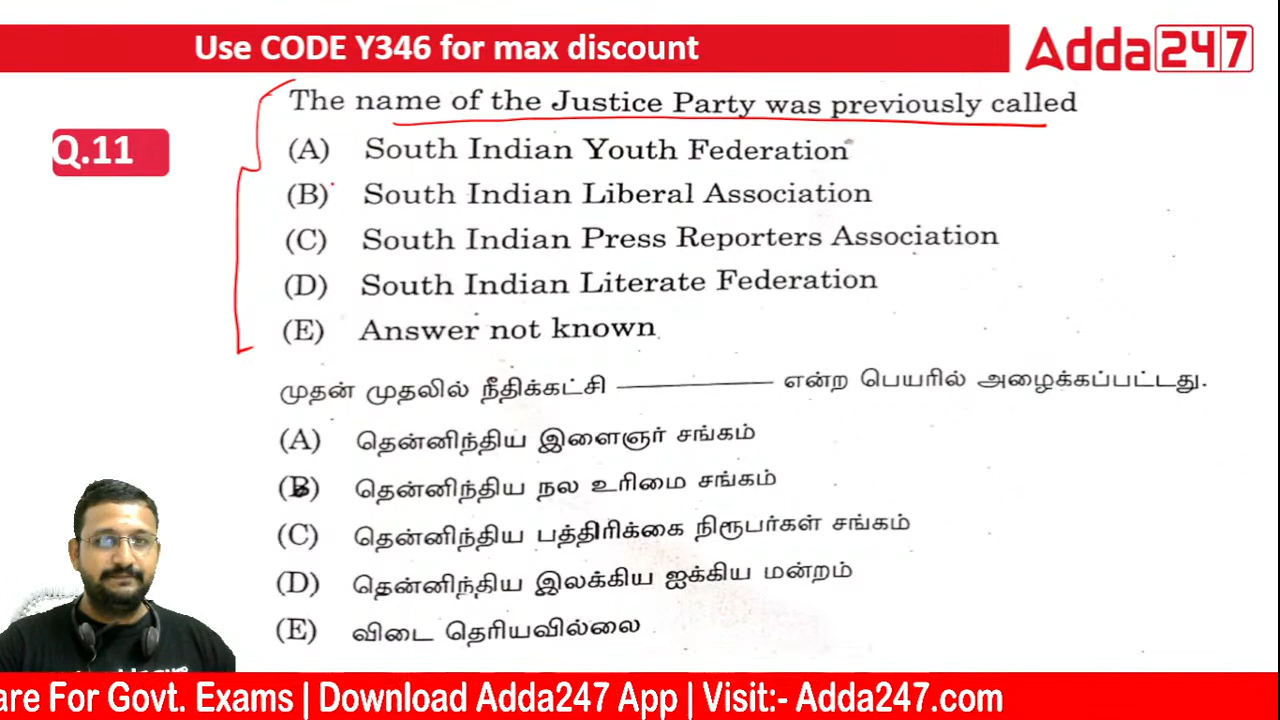 Use CODE Y346 for max discount
Adda247
Q.11
The name of the Justice Party was previously called
(A) South Indian Youth Federation
(B) South Indian Liberal Association
(C) South Indian Press Reporters Association
(D) South Indian Literate Federation
(E) Answer not known
முதன் முதலில் நீதிக்கட்சி ____________ என்ற பெயரில் அழைக்கப்பட்டது.
(A) தென்னிந்திய இளைஞர் சங்கம்
(B) தென்னிந்திய நல உரிமை சங்கம்
(C) தென்னிந்திய பத்திரிக்கை நிரூபர்கள் சங்கம்
(D) தென்னிந்திய இலக்கிய ஐக்கிய மன்றம்
(E) விடை தெரியவில்லை
are For Govt. Exams | Download Adda247 App | Visit:- Adda247.com